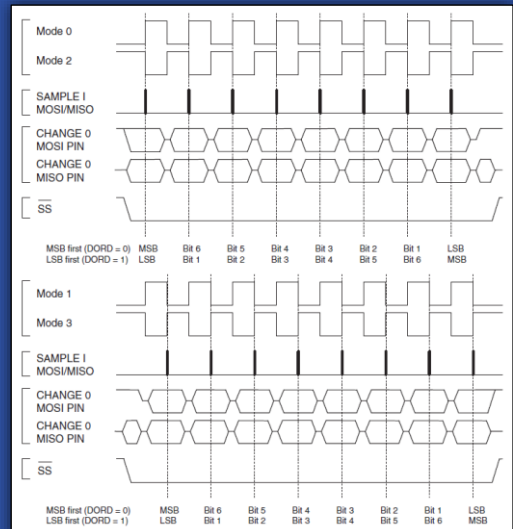 Mode 0
Mode 2
SAMPLE I
MOSI/MISO
CHANGE 0
MOSI PIN
CHANGE 0
MISO PIN
SS
MSB first (DORD = 0) MSB Bit 6 Bit 5 Bit 4 Bit 3 Bit 2 Bit 1 LSB
LSB first (DORD = 1) LSB Bit 1 Bit 2 Bit 3 Bit 4 Bit 5 Bit 6 MSB
Mode 1
Mode 3
SAMPLE I
MOSI/MISO
CHANGE 0
MOSI PIN
CHANGE 0
MISO PIN
SS
MSB first (DORD = 0) MSB Bit 6 Bit 5 Bit 4 Bit 3 Bit 2 Bit 1 LSB
LSB first (DORD = 1) LSB Bit 1 Bit 2 Bit 3 Bit 4 Bit 5 Bit 6 MSB